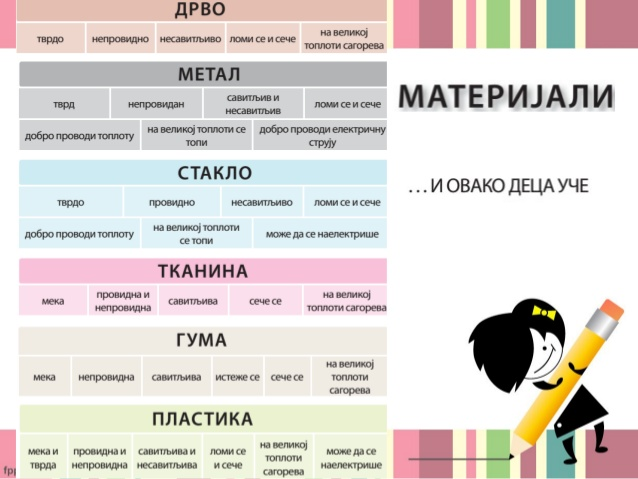 ДРВО
тврдо непровидно несавитљиво ломи се и сече на великој топлоти сагорева
МЕТАЛ
тврд непровидан савитљив и несавитљив ломи се и сече
добро проводи топлоту на великој топлоти се топи добро проводи електричну струју
СТАКЛО
тврдо провидно несавитљиво ломи се и сече
добро проводи топлоту на великој топлоти се топи може да се наелектрише
ТКАНИНА
мека провидна и непровидна савитљива сече се на великој топлоти сагорева
ГУМА
мека непровидна савитљива истеже се сече се на великој топлоти сагорева
ПЛАСТИКА
мека и тврда провидна и непровидна савитљива и несавитљива ломи се и сече на великој топлоти сагорева може да се наелектрише
МАТЕРИЈАЛИ
...И ОВАКО ДЕЦА УЧЕ